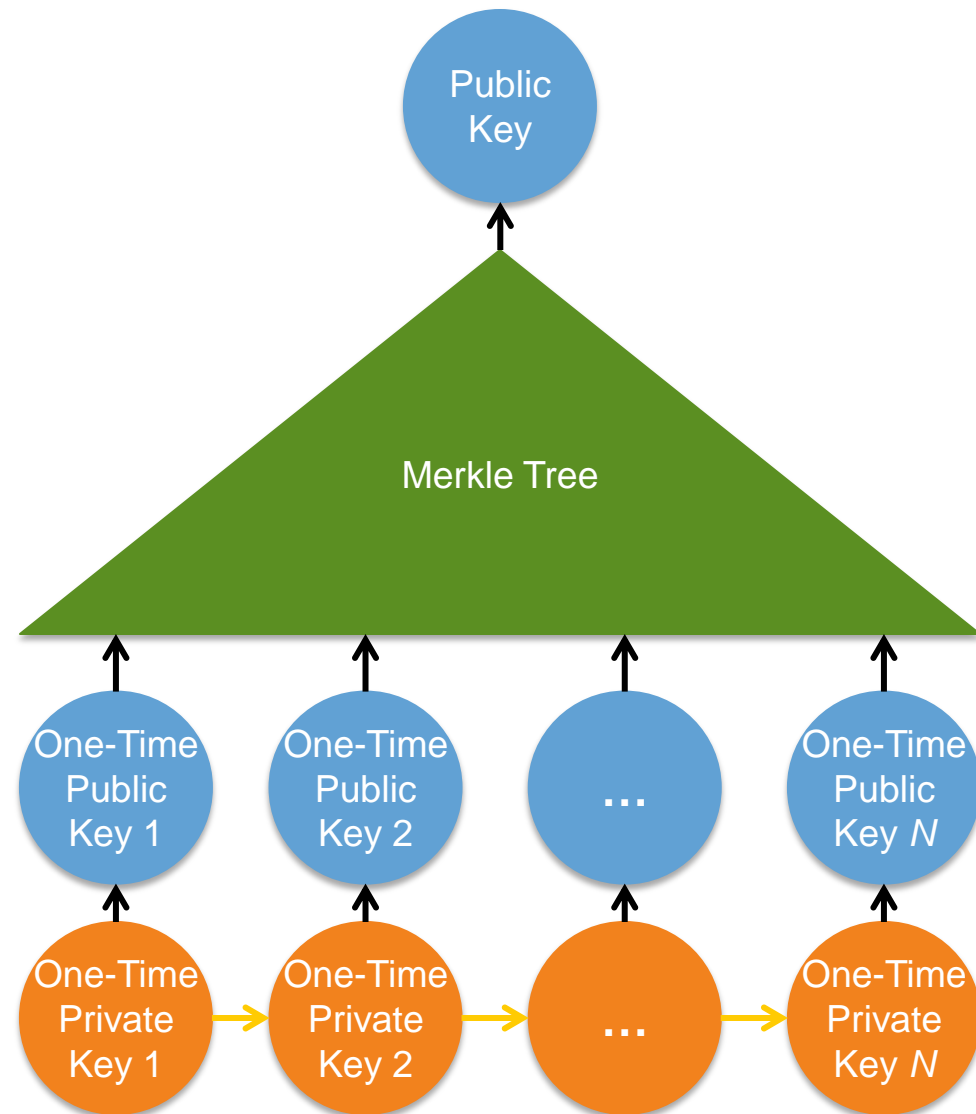 Public
Key
Merkle Tree
One-Time
Public
Key 1
One-Time
Public
Key 2
...
One-Time
Public
Key N
One-Time
Private
Key 1
One-Time
Private
Key 2
...
One-Time
Private
Key N